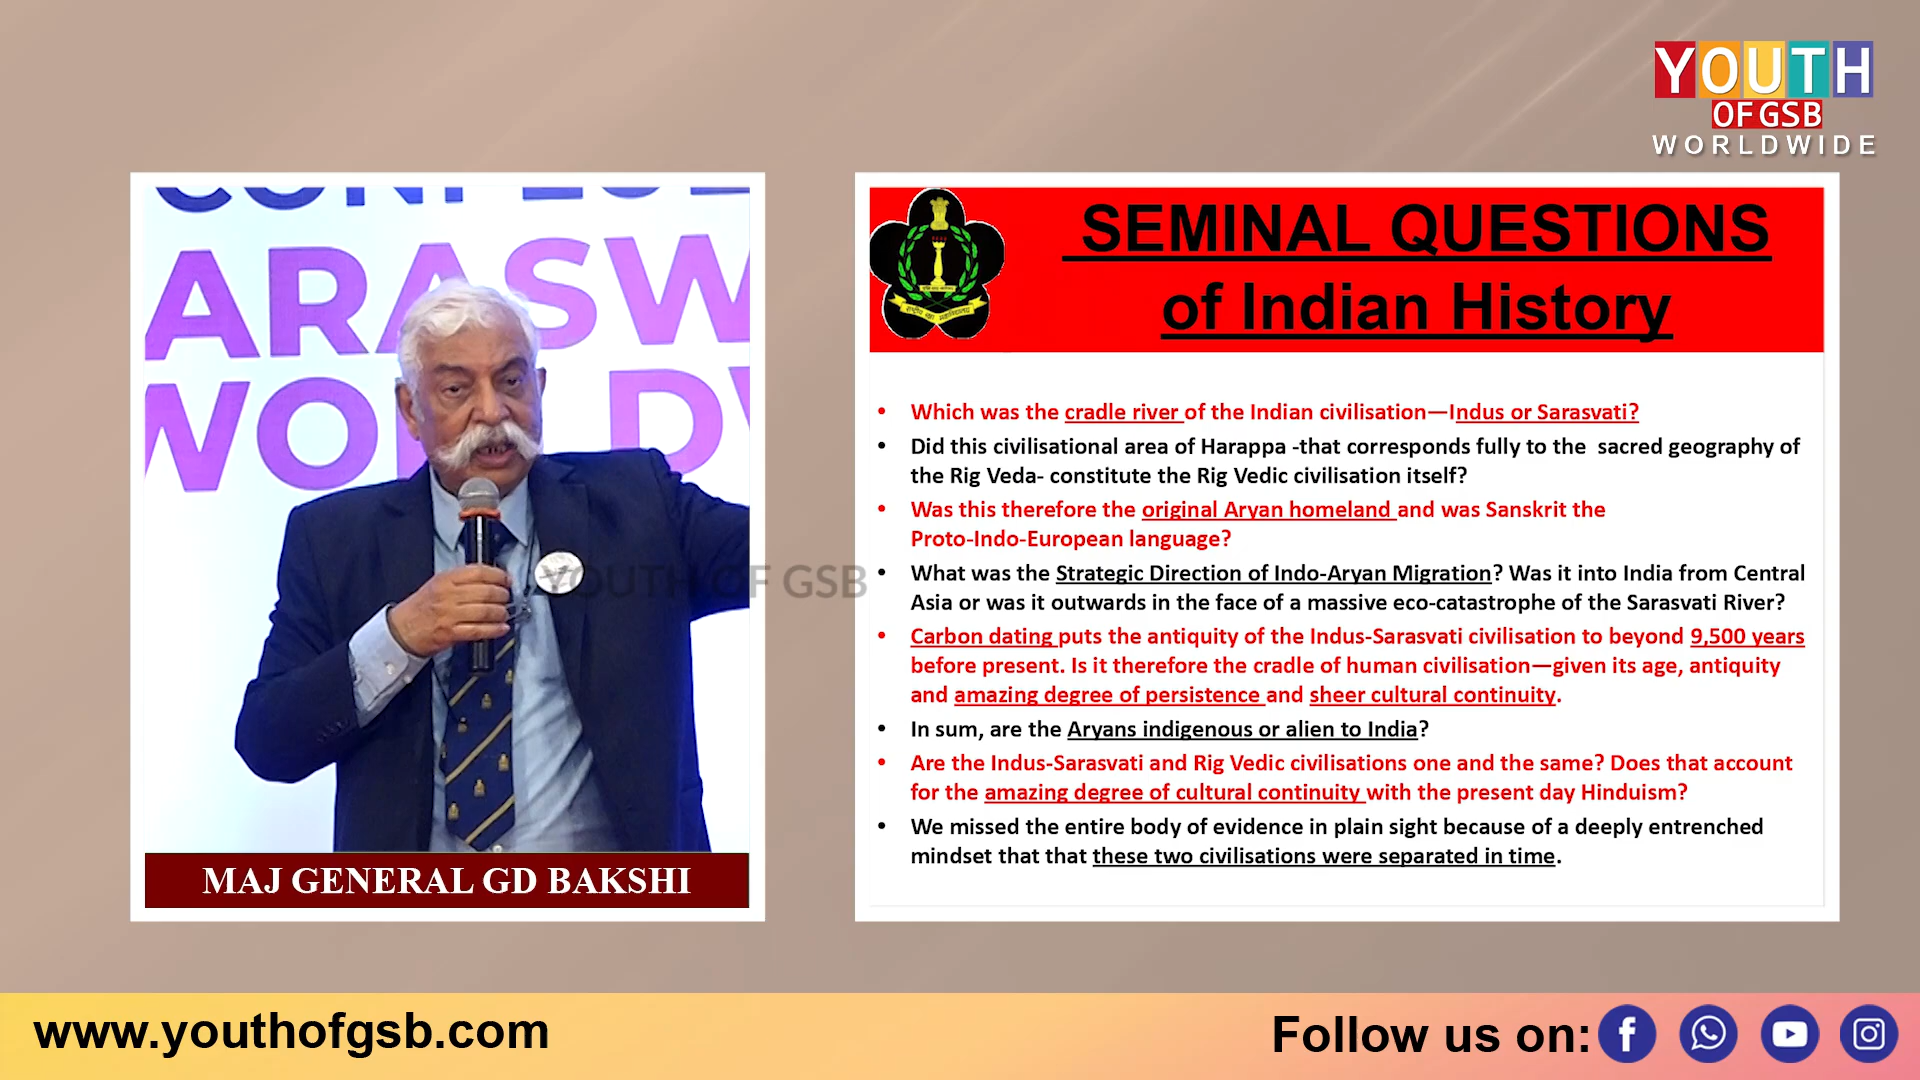 YOUTH
OF GSB
WORLDWIDE
ARASW
WORLDW
MAJ GENERAL GD BAKSHI
YOUTH OF GSB
SEMINAL QUESTIONS
of Indian History
• Which was the cradle river of the Indian civilisation—Indus or Sarasvati?
• Did this civilisational area of Harappa -that corresponds fully to the sacred geography of
the Rig Veda- constitute the Rig Vedic civilisation itself?
• Was this therefore the original Aryan homeland and was Sanskrit the
Proto-Indo-European language?
• What was the Strategic Direction of Indo-Aryan Migration? Was it into India from Central
Asia or was it outwards in the face of a massive eco-catastrophe of the Sarasvati River?
• Carbon dating puts the antiquity of the Indus-Sarasvati civilisation to beyond 9,500 years
before present. Is it therefore the cradle of human civilisation—given its age, antiquity
and amazing degree of persistence and sheer cultural continuity.
• In sum, are the Aryans indigenous or alien to India?
• Are the Indus-Sarasvati and Rig Vedic civilisations one and the same? Does that account
for the amazing degree of cultural continuity with the present day Hinduism?
• We missed the entire body of evidence in plain sight because of a deeply entrenched
mindset that that these two civilisations were separated in time.
www.youthofgsb.com
Follow us on: